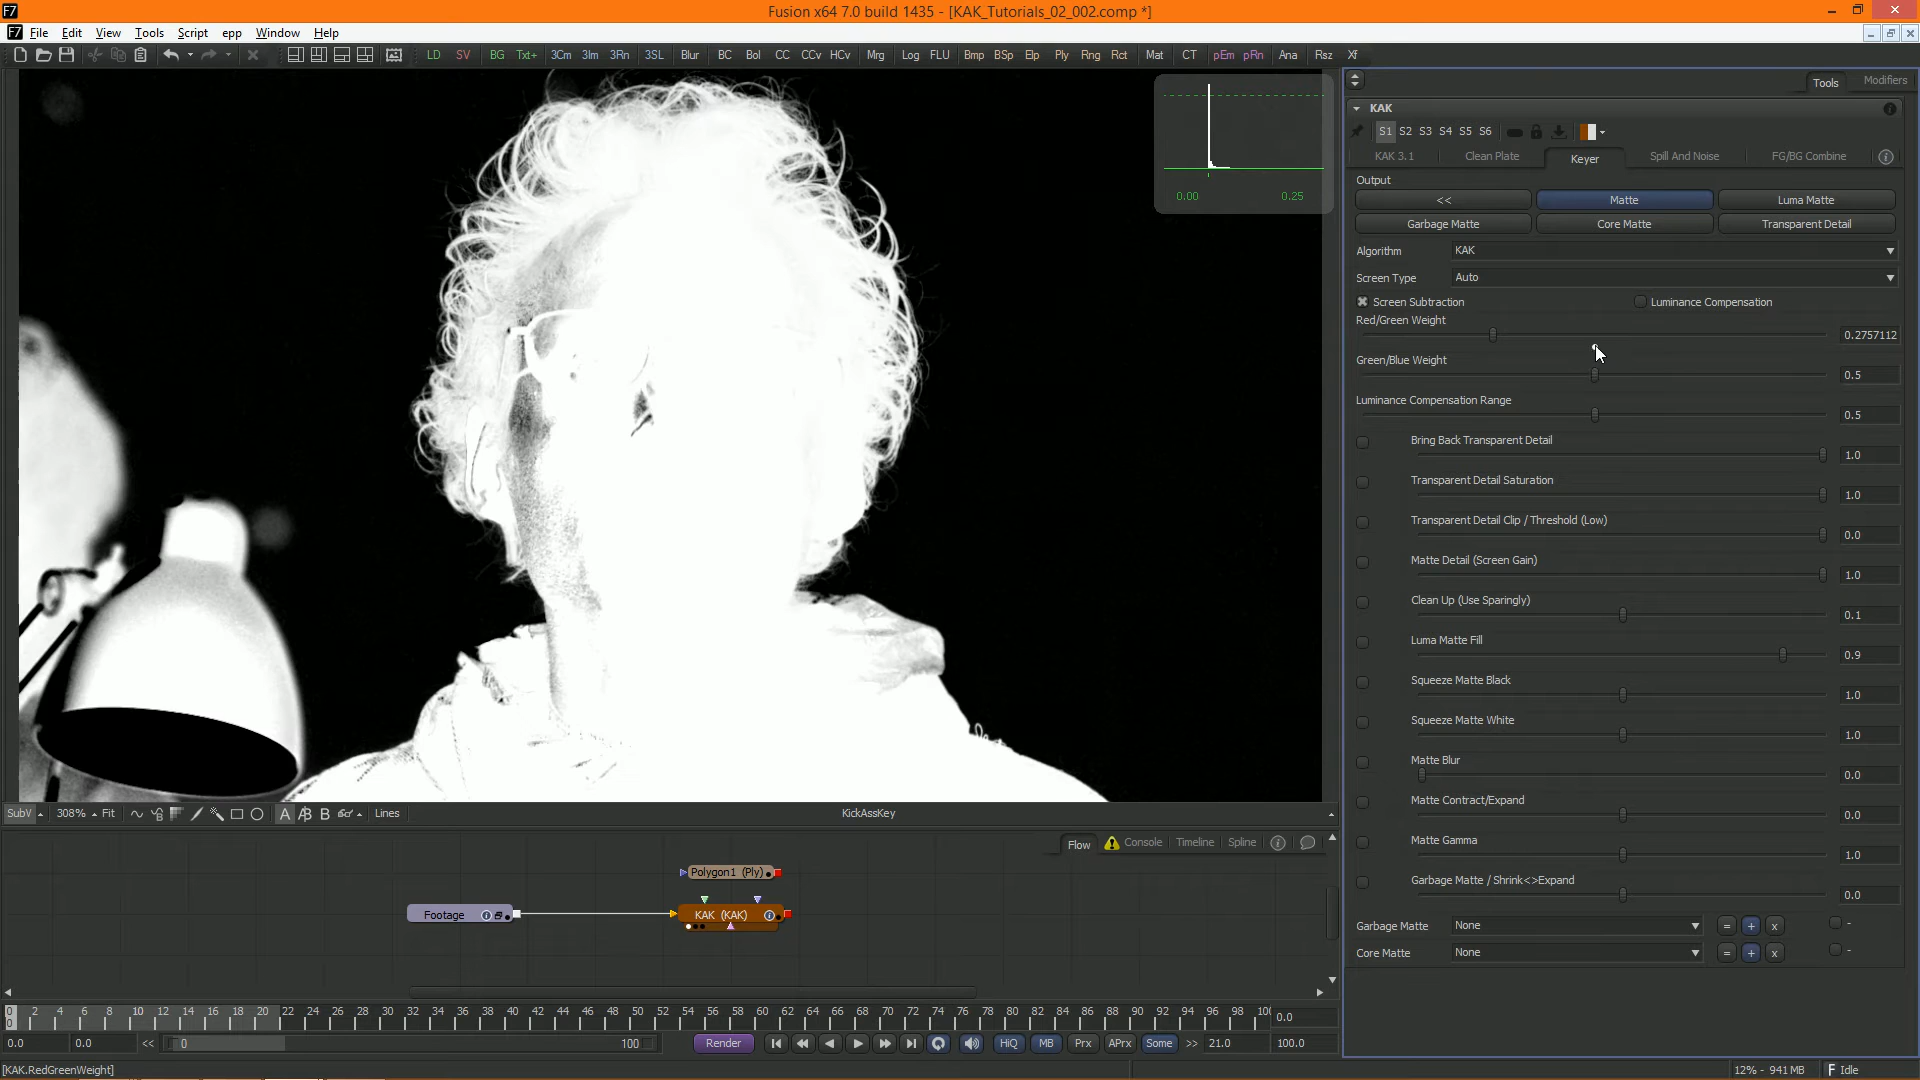 Fusion x64 7.0 build 1435 - [KAK_Tutorials_02_002.comp *]
File Edit View Tools Script epp Window Help
LD SV BG Txt+ 3Cm 3Im 3Rn 3SL Blur BC Bol CC CCv HCv Mrg Log FLU Bmp BSp Elp Ply Rng Rct Mat CT pEm pRn Ana Rsz Xf
Tools Modifiers
KAK
S1 S2 S3 S4 S5 S6
KAK 3.1 Clean Plate Keyer Spill And Noise FG/BG Combine
Output
<< Matte Luma Matte
Garbage Matte Core Matte Transparent Detail
Algorithm KAK
Screen Type Auto
Screen Subtraction Luminance Compensation
Red/Green Weight
0.2757112
Green/Blue Weight
0.5
Luminance Compensation Range
0.5
Bring Back Transparent Detail
1.0
Transparent Detail Saturation
1.0
Transparent Detail Clip / Threshold (Low)
0.0
Matte Detail (Screen Gain)
1.0
Clean Up (Use Sparingly)
0.1
Luma Matte Fill
0.9
Squeeze Matte Black
1.0
Squeeze Matte White
1.0
Matte Blur
0.0
Matte Contract/Expand
0.0
Matte Gamma
1.0
Garbage Matte / Shrink<>Expand
0.0
Garbage Matte None = + x -
Core Matte None = + x -
0.00 0.25
SubV 308% Fit A B B Lines KickAssKey
Flow Console Timeline Spline
Polygon1 (Ply)
Footage KAK (KAK)
0 2 4 6 8 10 12 14 16 18 20 22 24 26 28 30 32 34 36 38 40 42 44 46 48 50 52 54 56 58 60 62 64 66 68 70 72 74 76 78 80 82 84 86 88 90 92 94 96 98 10 0.0
0
0.0 0.0 << 0 100 Render HiQ MB Prx APrx Some >> 21.0 100.0
[KAK.RedGreenWeight] 12% - 941 MB Idle